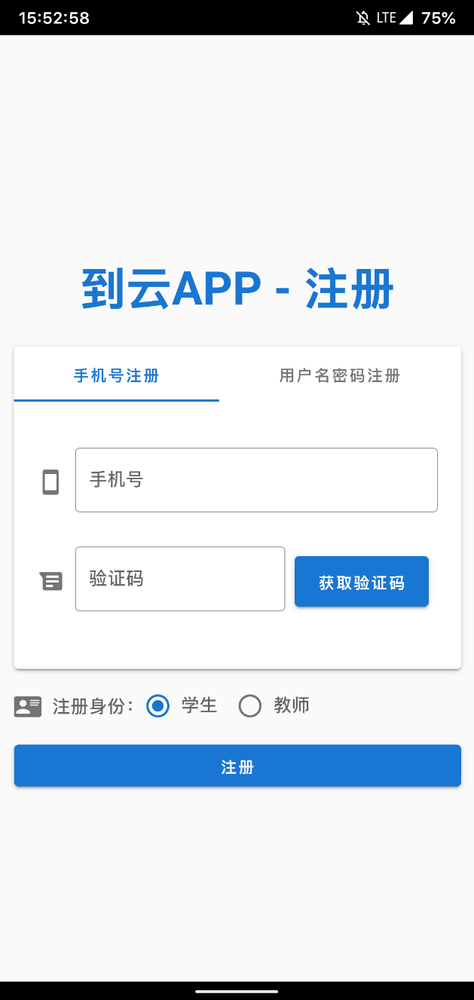 15:52:58 LTE 75%
到云APP - 注册
手机号注册 用户名密码注册
手机号
验证码 获取验证码
注册身份: 学生 教师
注册